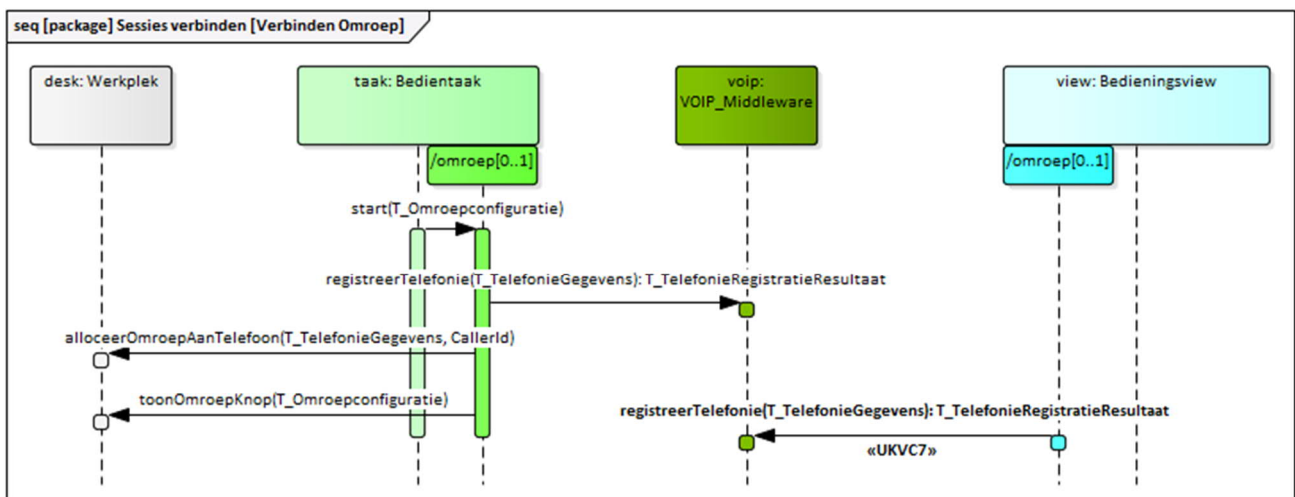 seq [package] Sessies verbinden [Verbinden Omroep]
desk: Werkplek
taak: Bedientaak
voip:
VOIP_Middleware
view: Bedieningsview
/omroep[0..1]
/omroep[0..1]
start(T_Omroepconfiguratie)
registreerTelefonie(T_TelefonieGegevens): T_TelefonieRegistratieResultaat
alloceerOmroepAanTelefoon(T_TelefonieGegevens, CallerId)
toonOmroepKnop(T_Omroepconfiguratie)
registreerTelefonie(T_TelefonieGegevens): T_TelefonieRegistratieResultaat
«UKVC7»